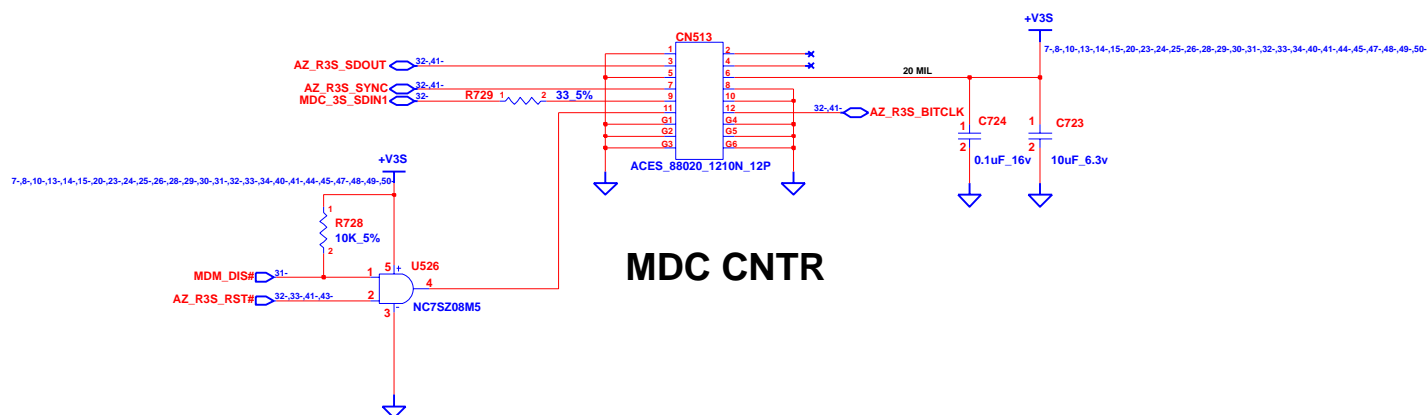 +V3S
CN513
7-,8-,10-,13-,14-,15-,20-,23-,24-,25-,26-,28-,29-,30-,31-,32-,33-,34-,40-,41-,44-,45-,47-,48-,49-,50-
1 2
AZ_R3S_SDOUT 32-,41- 3 4
5 6 20 MIL
AZ_R3S_SYNC 32-,41- 7 8
MDC_3S_SDIN1 32- R729 1 2 33_5% 9 10
11 12 32-,41- AZ_R3S_BITCLK
G1 G4 1 C724 1 C723
G2 G5
G3 G6 2 0.1uF_16v 2 10uF_6.3v
+V3S ACES_88020_1210N_12P
7-,8-,10-,13-,14-,15-,20-,23-,24-,25-,26-,28-,29-,30-,31-,32-,33-,34-,40-,41-,44-,45-,47-,48-,49-,50-
1
R728
10K_5%
2
MDC CNTR
MDM_DIS# 31- 1 5 + U526
4
AZ_R3S_RST# 32-,33-,41-,43- 2
3 - NC7SZ08M5